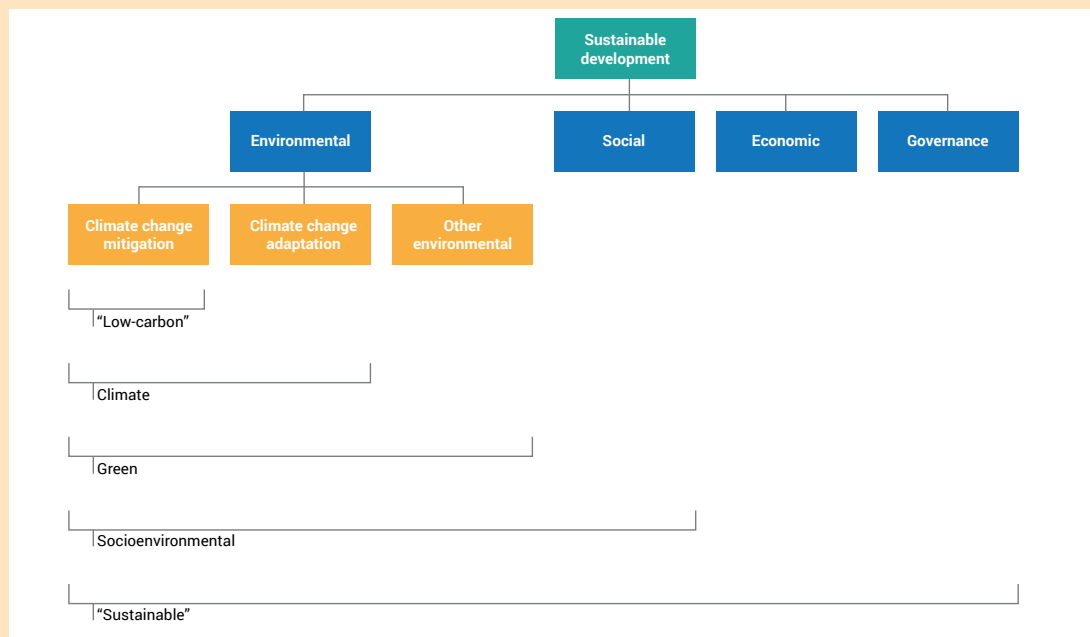 Sustainable
development
Environmental
Social
Economic
Governance
Climate change
mitigation
Climate change
adaptation
Other
environmental
“Low-carbon”
Climate
Green
Socioenvironmental
“Sustainable”